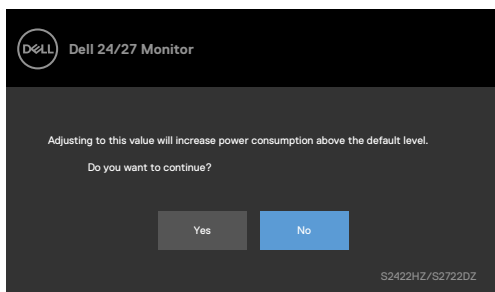 DELL
Dell 24/27 Monitor
Adjusting to this value will increase power consumption above the default level.
Do you want to continue?
Yes
No
S2422HZ/S2722DZ